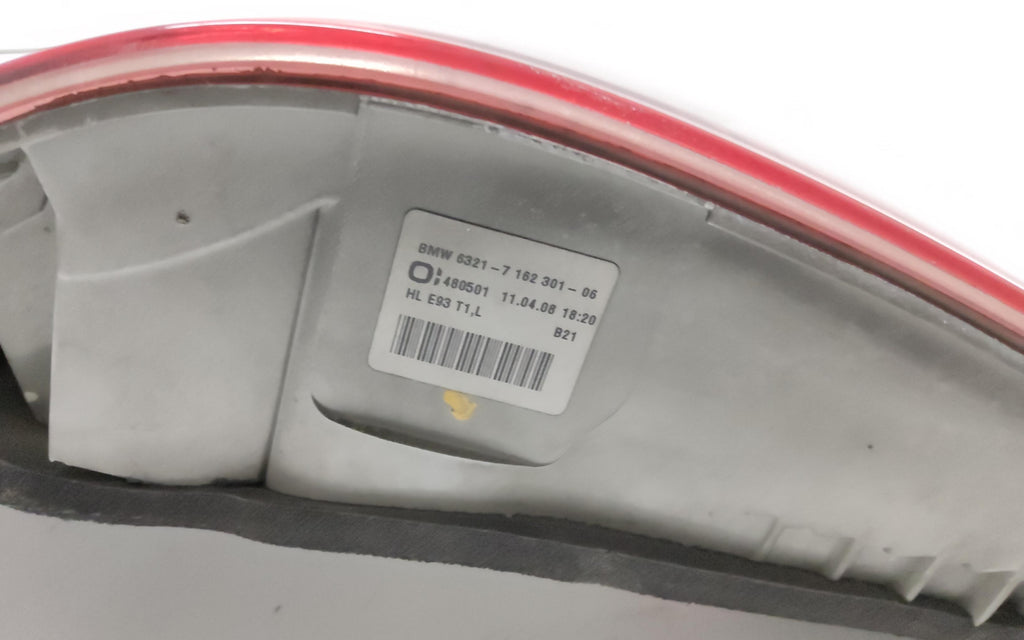 BMW 6321-7 162 301-06
480501 11.04.08 18:20
HL E93 T1,L
B21